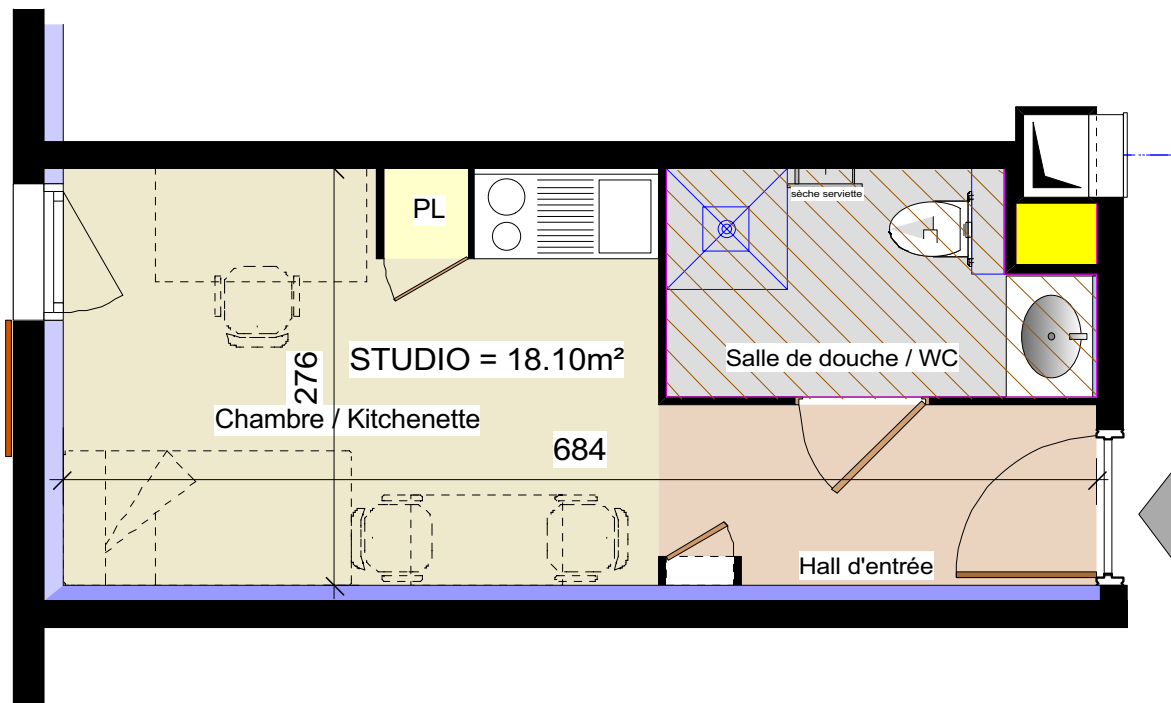 PL
sèche serviette
STUDIO = 18.10m²
Salle de douche / WC
276
Chambre / Kitchenette
684
Hall d'entrée